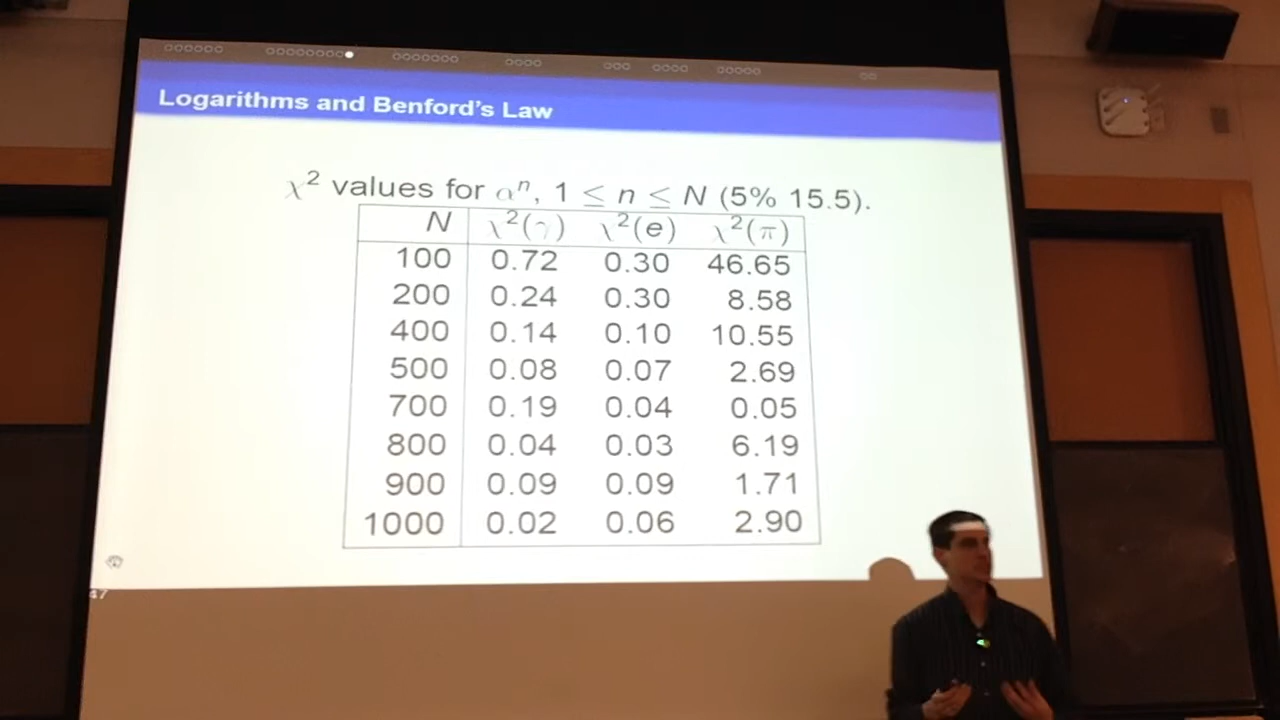 Logarithms and Benford's Law
χ² values for αⁿ, 1 ≤ n ≤ N (5% 15.5).
N χ²(γ) χ²(e) χ²(π)
100 0.72 0.30 46.65
200 0.24 0.30 8.58
400 0.14 0.10 10.55
500 0.08 0.07 2.69
700 0.19 0.04 0.05
800 0.04 0.03 6.19
900 0.09 0.09 1.71
1000 0.02 0.06 2.90
47